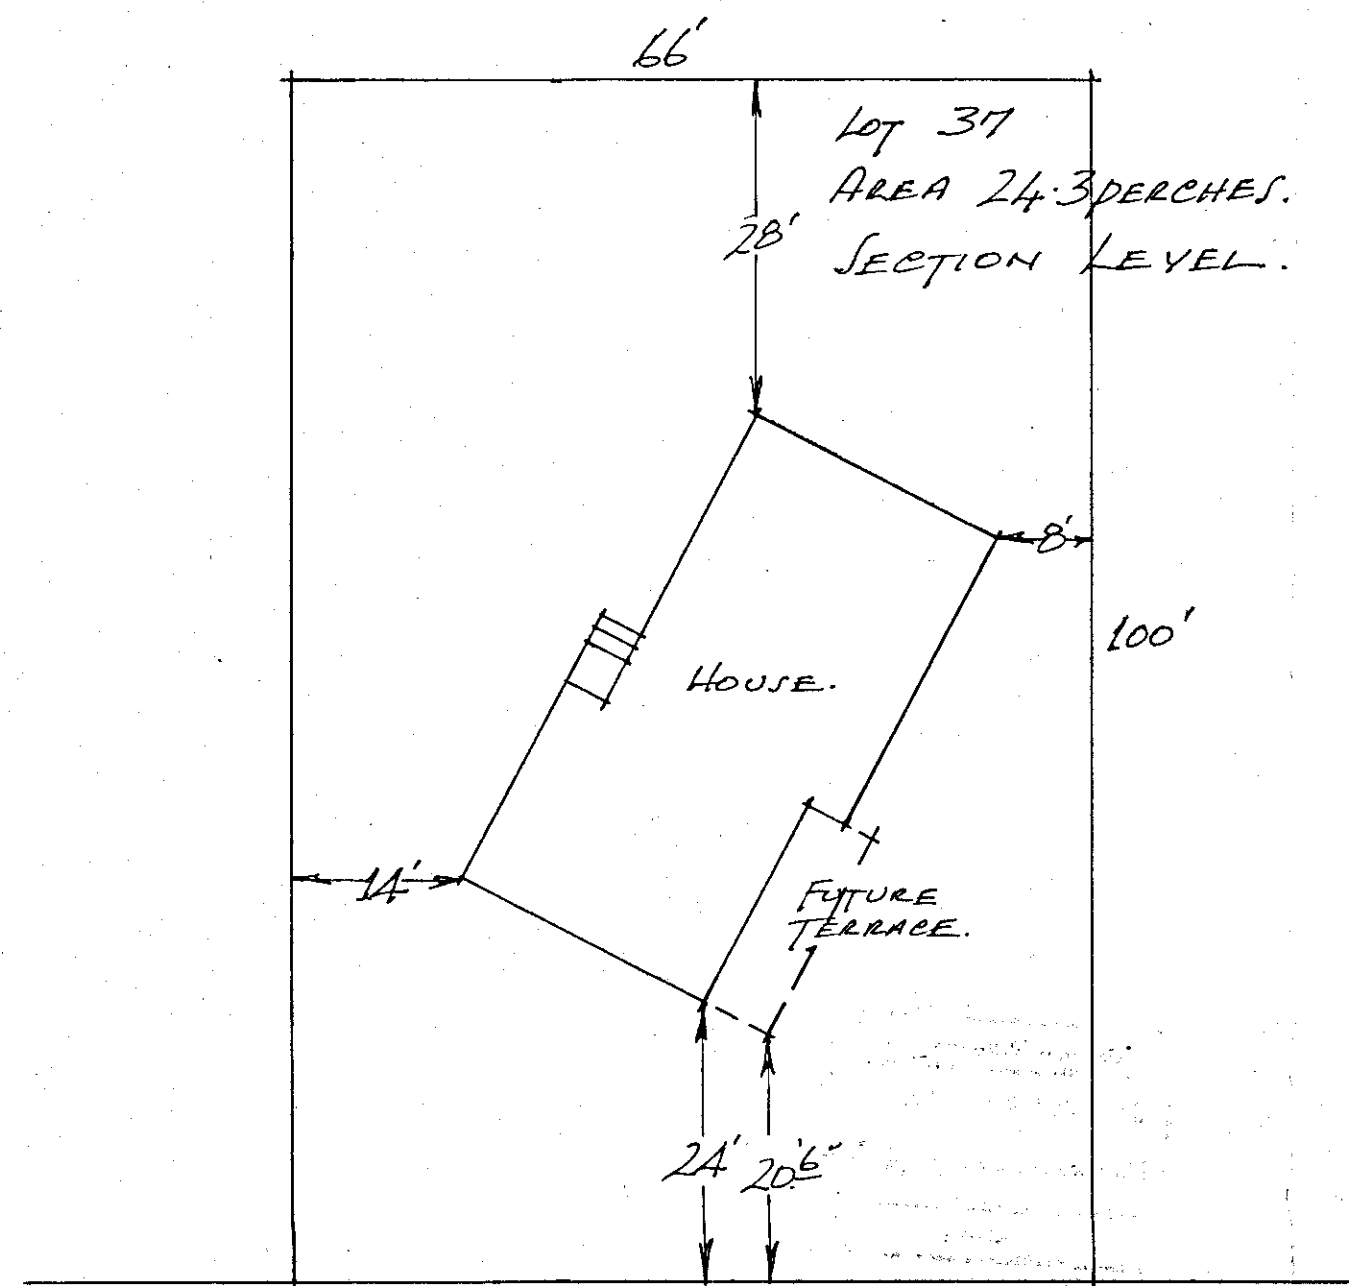 66'
LOT 37
AREA 24.3 PERCHES.
28'
SECTION LEVEL.
8'
100'
HOUSE.
14'
FUTURE
TERRACE.
24'
20'.6"